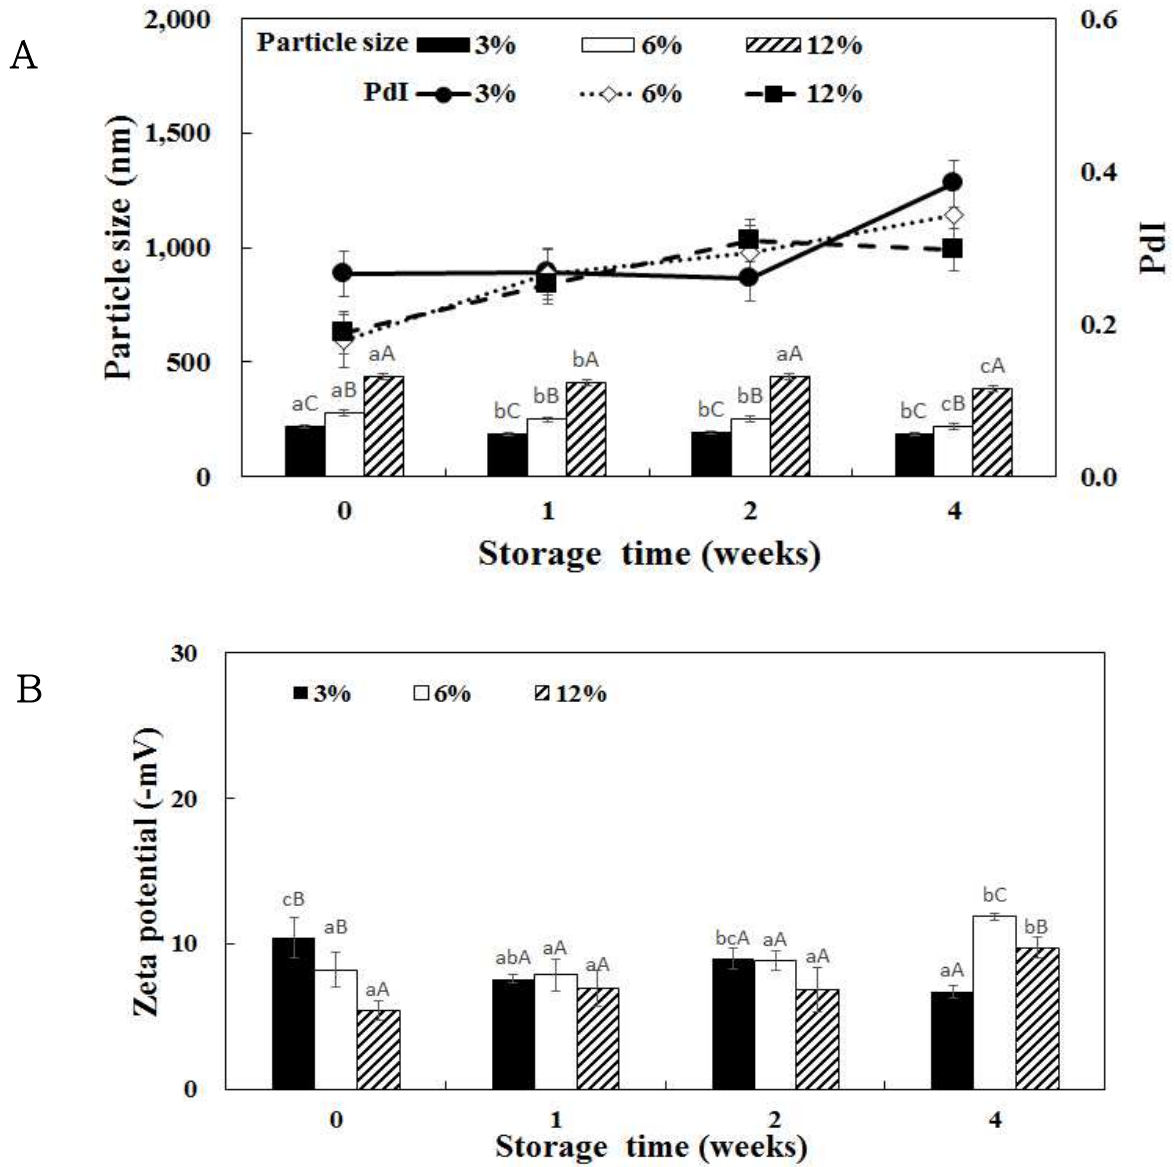 A
2,000
0.6
Particle size 3% 6% 12%
PdI 3% 6% 12%
1,500
0.4
1,000
0.2
500
0
0.0
Particle size (nm)
PdI
aC aB aA
bC bB bA
bC bB aA
bC cB cA
0 1 2 4
Storage time (weeks)
B
30
3% 6% 12%
20
10
0
Zeta potential (-mV)
cB aB aA
abA aA aA
bcA aA aA
aA bC bB
0 1 2 4
Storage time (weeks)